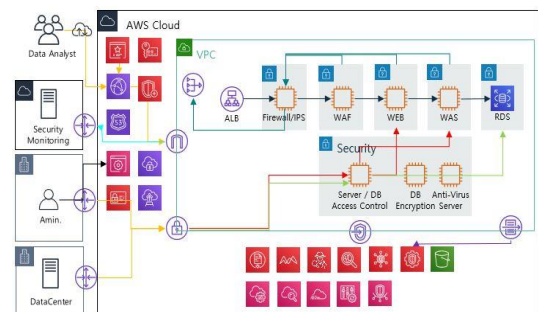 AWS Cloud
Data Analyst
VPC
Security
Monitoring
53
ALB
Firewall/IPS
WAF
WEB
WAS
RDS
Security
Amin.
Server / DB
Access Control
DB
Encryption
Anti-Virus
Server
DataCenter